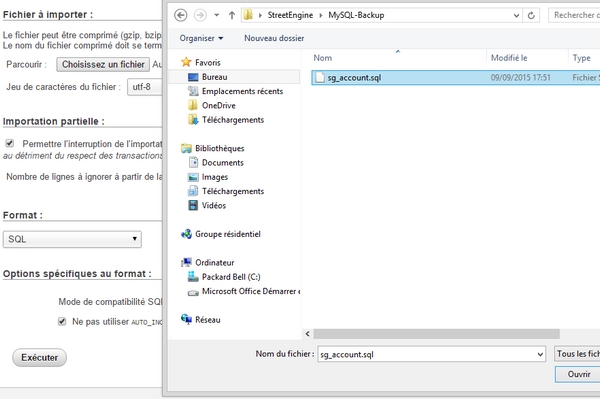 Fichier à importer :
Le fichier peut être comprimé (gzip, bzip
Le nom du fichier comprimé doit se term
Parcourir : Choisissez un fichier Au
Jeu de caractères du fichier : utf-8
Importation partielle :
Permettre l'interruption de l'importa
au détriment du respect des transactions
Nombre de lignes à ignorer à partir de la
Format :
SQL
Options spécifiques au format :
Mode de compatibilité SQL
Ne pas utiliser AUTO_INC
Exécuter
StreetEngine MySQL-Backup
Rechercher d
Organiser Nouveau dossier
Favoris
Bureau
Emplacements récents
OneDrive
Téléchargements
Bibliothèques
Documents
Images
Téléchargements
Vidéos
Groupe résidentiel
Ordinateur
Packard Bell (C:)
Microsoft Office Démarrer e
Réseau
Nom Modifié le Type
sg_account.sql 09/09/2015 17:51 Fichier S
Nom du fichier : sg_account.sql Tous les fich
Ouvrir